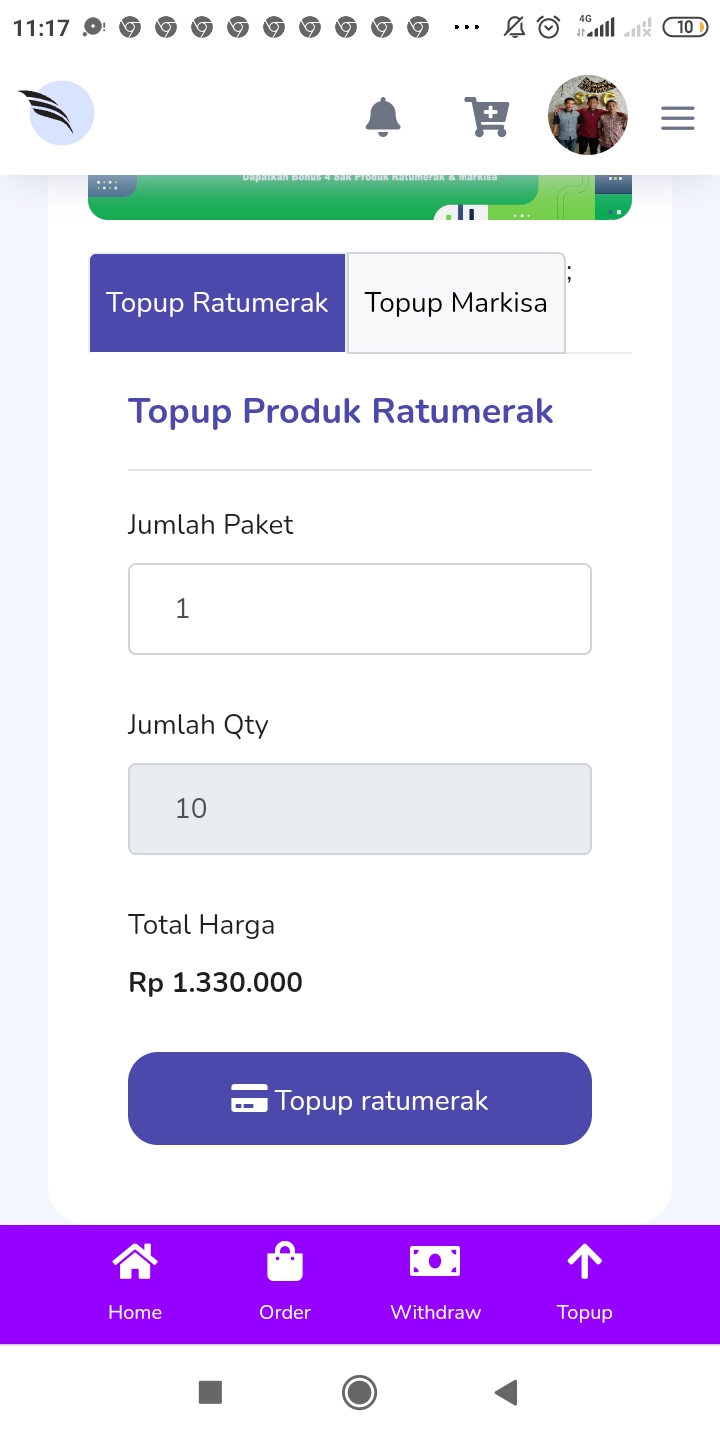 11:17
4G
10
Dapatkan Bonus 4 Sak Produk Ratumerak & Markisa
Topup Ratumerak
Topup Markisa
;
Topup Produk Ratumerak
Jumlah Paket
1
Jumlah Qty
10
Total Harga
Rp 1.330.000
Topup ratumerak
Home
Order
Withdraw
Topup